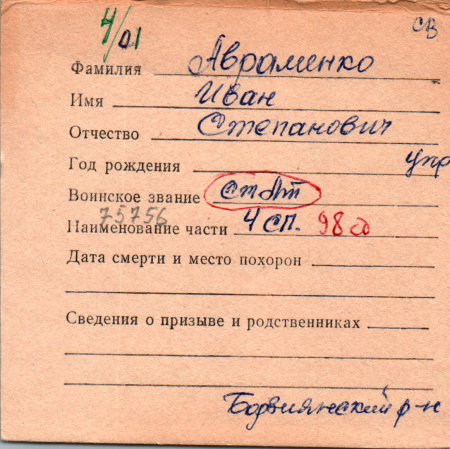 4/01
св
Фамилия Авраменко
Имя Иван
Отчество Степанович
Год рождения
упр
Воинское звание ст лт
75756
Наименование части 4 сп. 98 сд
Дата смерти и место похорон
Сведения о призыве и родственниках
р-н